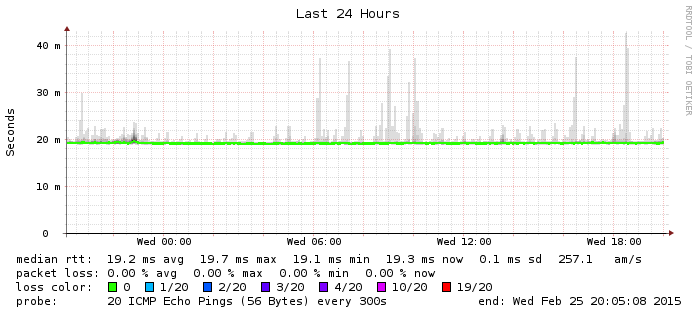 Last 24 Hours
RRDTOOL / TOBI OETIKER
Seconds
40 m
30 m
20 m
10 m
0
Wed 00:00 Wed 06:00 Wed 12:00 Wed 18:00
median rtt: 19.2 ms avg 19.7 ms max 19.1 ms min 19.3 ms now 0.1 ms sd 257.1 am/s
packet loss: 0.00 % avg 0.00 % max 0.00 % min 0.00 % now
loss color: 0 1/20 2/20 3/20 4/20 10/20 19/20
probe: 20 ICMP Echo Pings (56 Bytes) every 300s end: Wed Feb 25 20:05:08 2015